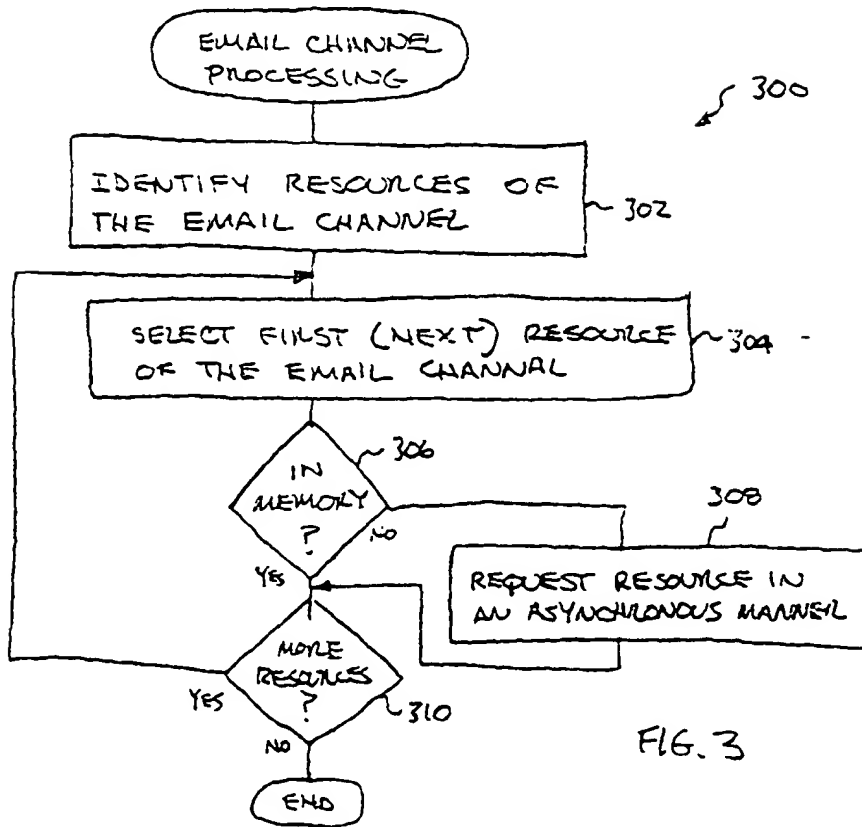 EMAIL CHANNEL
PROCESSING
300
IDENTIFY RESOURCES OF
THE EMAIL CHANNEL
302
SELECT FIRST (NEXT) RESOURCE
OF THE EMAIL CHANNAL
304
306
IN
MEMORY
?
NO
YES
308
REQUEST RESOURCE IN
AN ASYNCHRONOUS MANNER
MORE
RESOURCES
?
YES
310
NO
END
FIG. 3